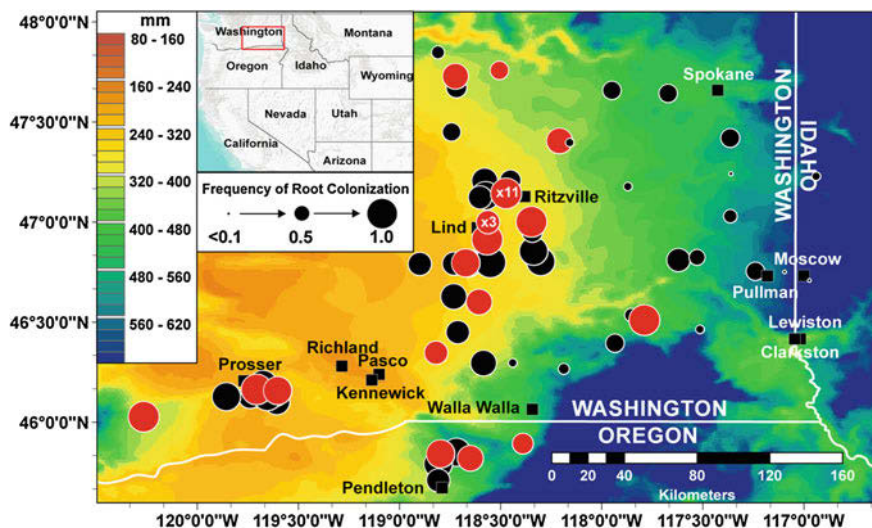 mm
80 - 160
160 - 240
240 - 320
320 - 400
400 - 480
480 - 560
560 - 620
48°0'0"N
47°30'0"N
47°0'0"N
46°30'0"N
46°0'0"N
Washington
Montana
Oregon
Idaho
Wyoming
Nevada
Utah
California
Arizona
Frequency of Root Colonization
<0.1
0.5
1.0
Spokane
WASHINGTON
IDAHO
x11
Ritzville
x3
Lind
Moscow
Pullman
Lewiston
Clarkston
Richland
Pasco
Prosser
Kennewick
Walla Walla
WASHINGTON
OREGON
Pendleton
0 20 40 80 120 160
Kilometers
120°0'0"W
119°30'0"W
119°0'0"W
118°30'0"W
118°0'0"W
117°30'0"W
117°0'0"W